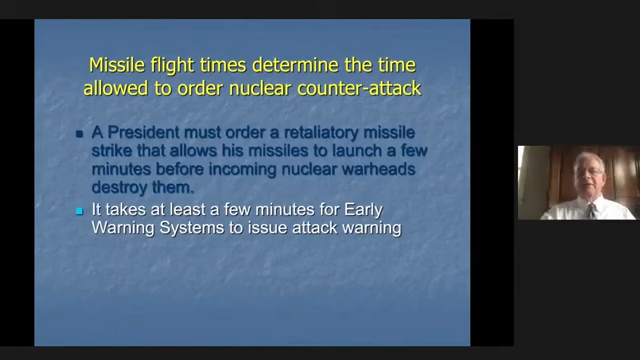 Missile flight times determine the time
allowed to order nuclear counter-attack
A President must order a retaliatory missile
strike that allows his missiles to launch a few
minutes before incoming nuclear warheads
destroy them.
It takes at least a few minutes for Early
Warning Systems to issue attack warning